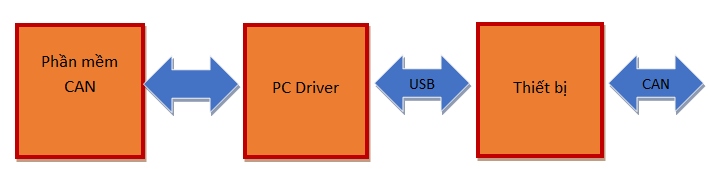 Phần mềm
CAN
PC Driver
USB
Thiết bị
CAN